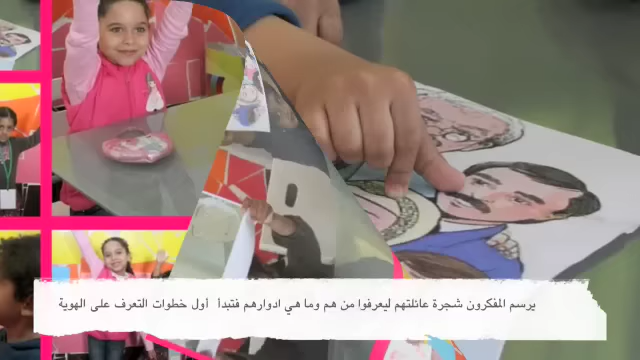 يرسم المفكرون شجرة عائلتهم ليعرفوا من هم وما هي ادوارهم فتبدأ أول خطوات التعرف على الهوية